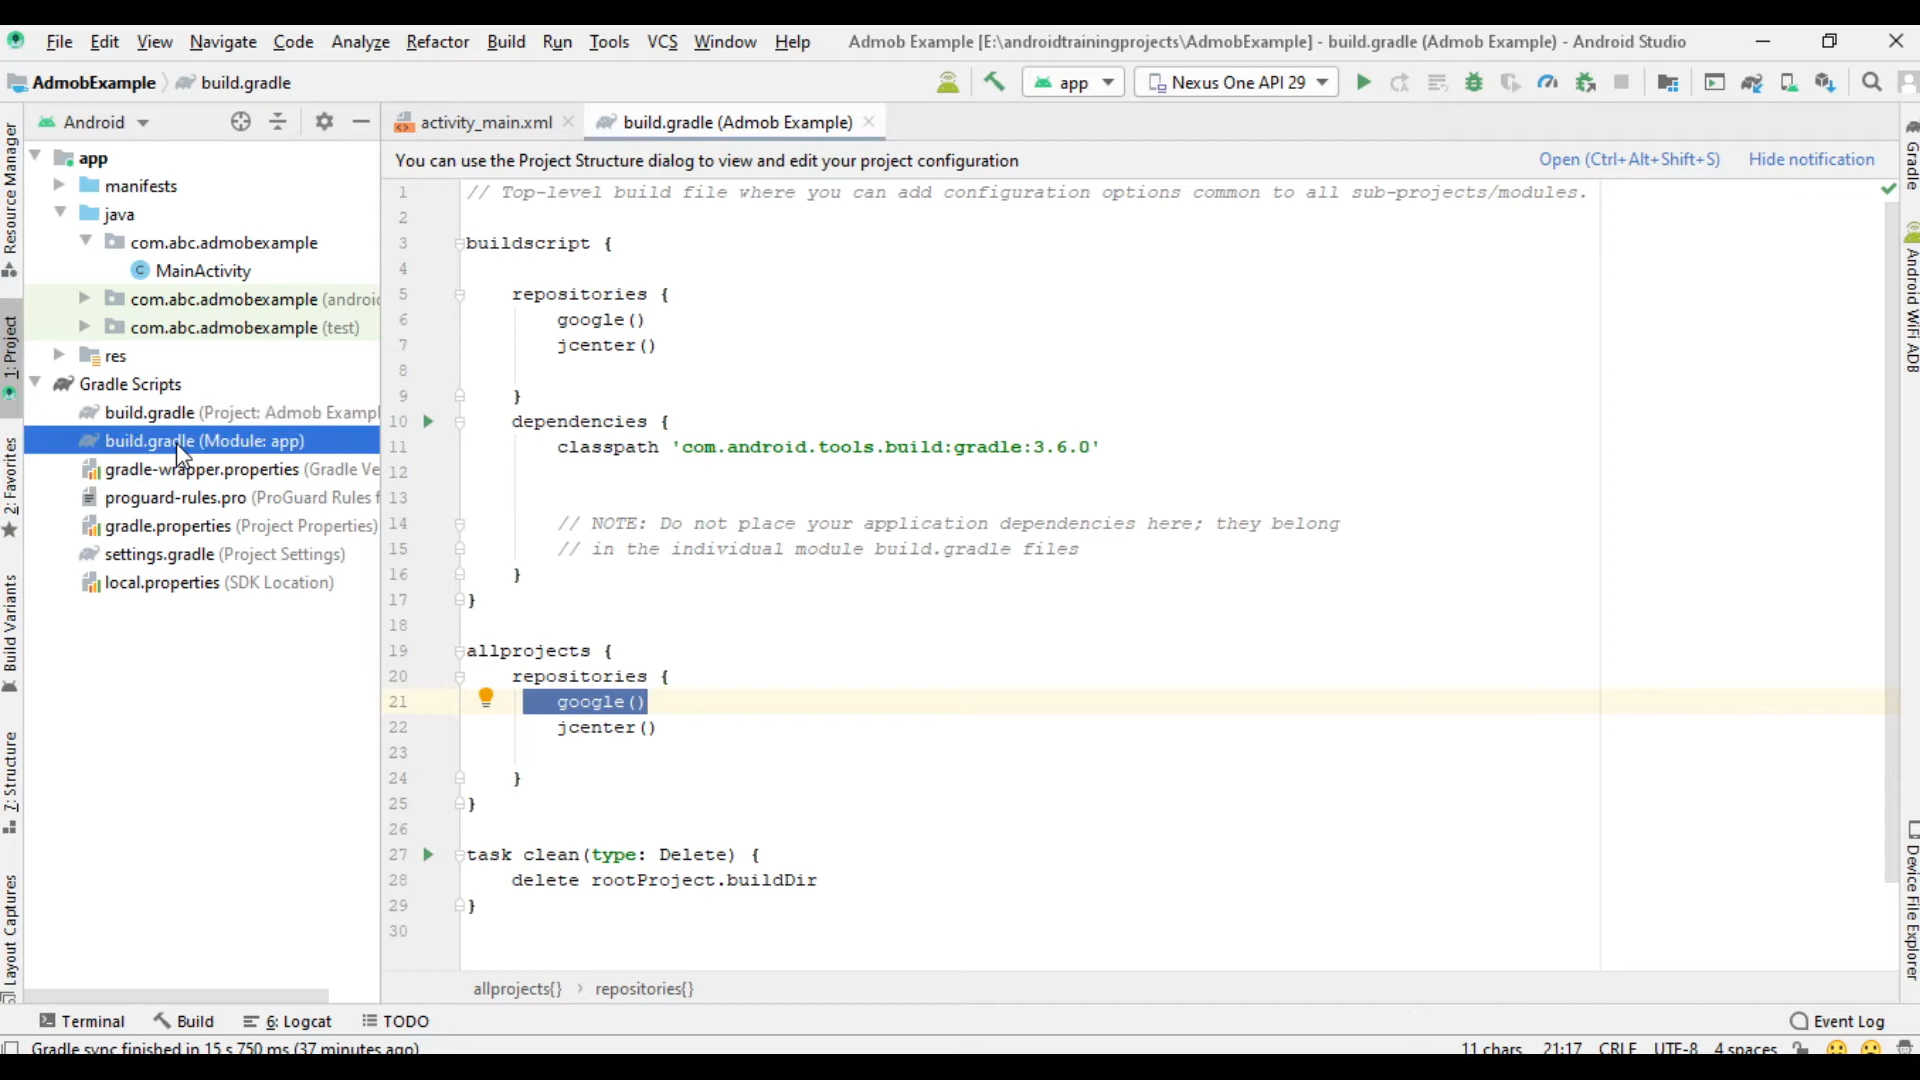 File Edit View Navigate Code Analyze Refactor Build Run Tools VCS Window Help Admob Example [E:\androidtrainingprojects\AdmobExample] - build.gradle (Admob Example) - Android Studio
AdmobExample build.gradle app Nexus One API 29
Android activity_main.xml build.gradle (Admob Example)
You can use the Project Structure dialog to view and edit your project configuration Open (Ctrl+Alt+Shift+S) Hide notification
app
manifests
java
com.abc.admobexample
MainActivity
com.abc.admobexample (androi
com.abc.admobexample (test)
res
Gradle Scripts
build.gradle (Project: Admob Exampl
build.gradle (Module: app)
gradle-wrapper.properties (Gradle Ve
proguard-rules.pro (ProGuard Rules f
gradle.properties (Project Properties)
settings.gradle (Project Settings)
local.properties (SDK Location)
Resource Manager
1: Project
2: Favorites
Build Variants
7: Structure
Layout Captures
1 // Top-level build file where you can add configuration options common to all sub-projects/modules.
2
3 buildscript {
4
5 repositories {
6 google()
7 jcenter()
8
9 }
10 dependencies {
11 classpath 'com.android.tools.build:gradle:3.6.0'
12
13
14 // NOTE: Do not place your application dependencies here; they belong
15 // in the individual module build.gradle files
16 }
17 }
18
19 allprojects {
20 repositories {
21 google()
22 jcenter()
23
24 }
25 }
26
27 task clean(type: Delete) {
28 delete rootProject.buildDir
29 }
30
allprojects{} › repositories{}
Gradle
Android WiFi ADB
Device File Explorer
Terminal Build 6: Logcat TODO Event Log
Gradle sync finished in 15 s 750 ms (37 minutes ago) 11 chars 21:17 CRLF UTF-8 4 spaces